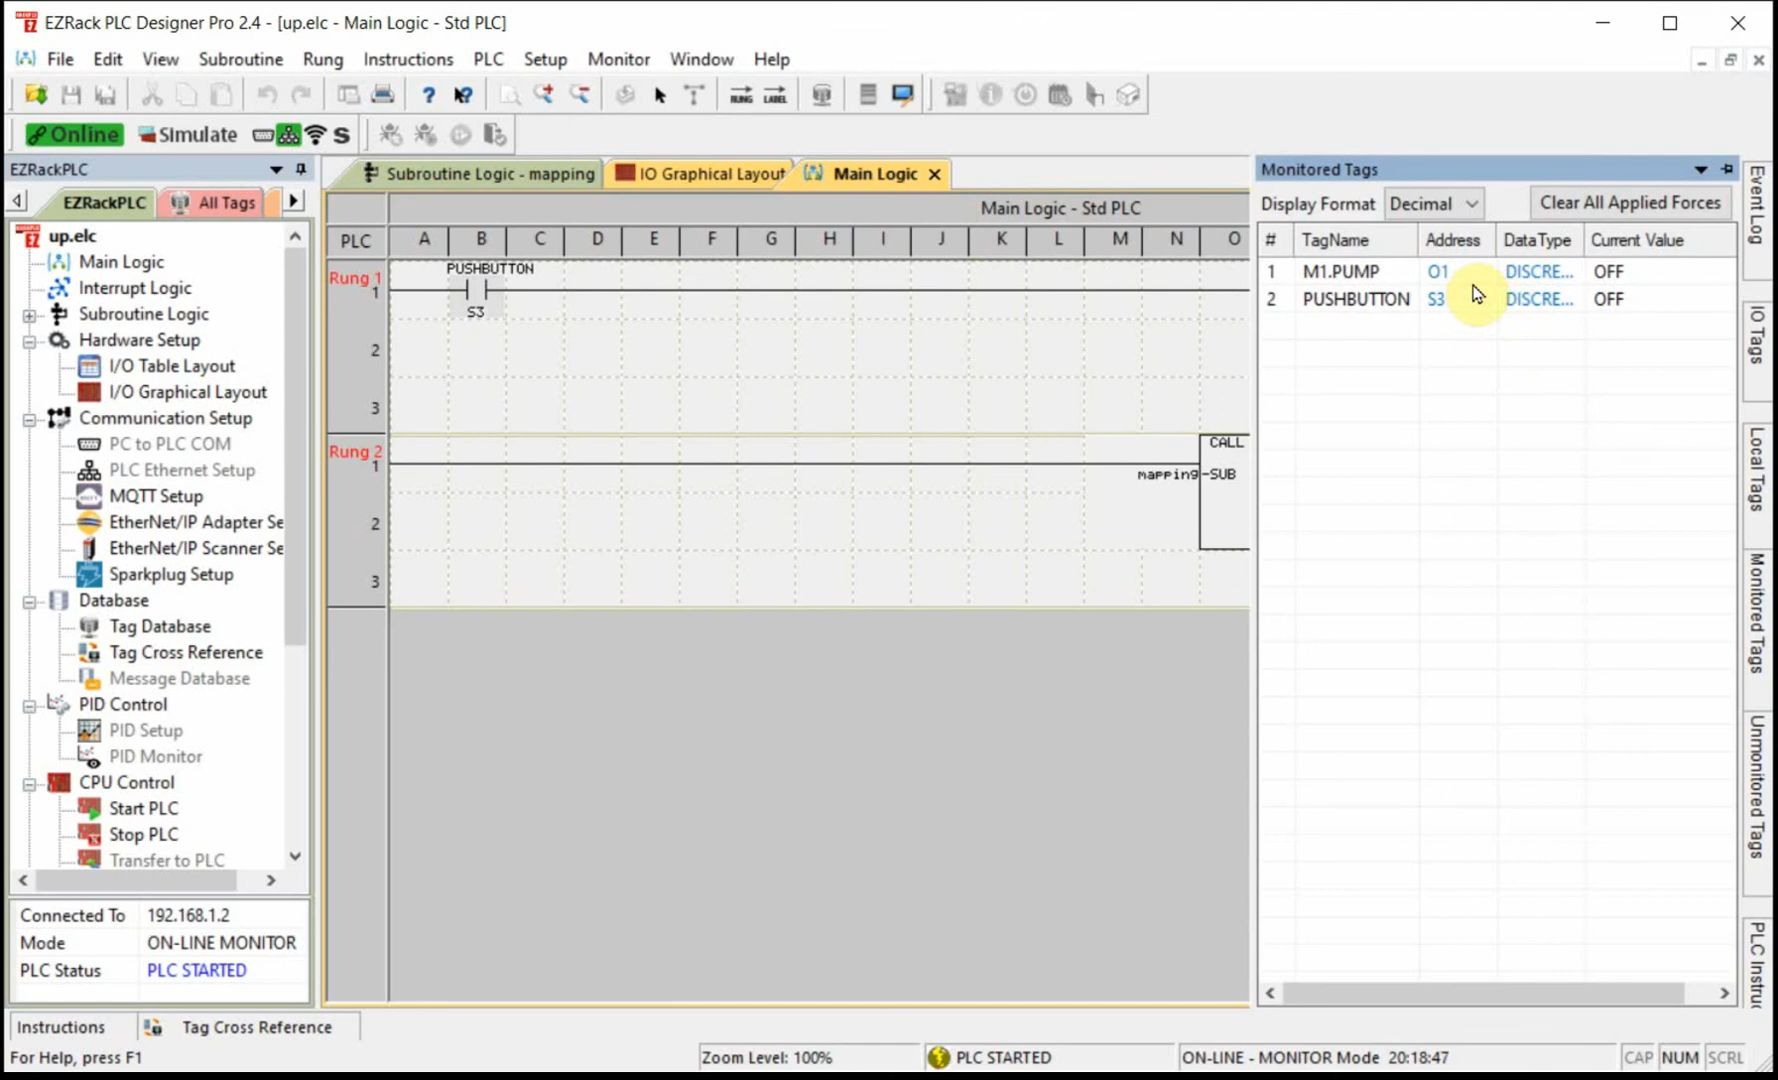 EZRack PLC Designer Pro 2.4 - [up.elc - Main Logic - Std PLC]
File Edit View Subroutine Rung Instructions PLC Setup Monitor Window Help
RUNG LABEL
Online Simulate S
EZRackPLC
EZRackPLC All Tags
up.elc
Main Logic
Interrupt Logic
Subroutine Logic
Hardware Setup
I/O Table Layout
I/O Graphical Layout
Communication Setup
PC to PLC COM
PLC Ethernet Setup
MQTT Setup
EtherNet/IP Adapter Se
EtherNet/IP Scanner Se
Sparkplug Setup
Database
Tag Database
Tag Cross Reference
Message Database
PID Control
PID Setup
PID Monitor
CPU Control
Start PLC
Stop PLC
Transfer to PLC
Connected To 192.168.1.2
Mode ON-LINE MONITOR
PLC Status PLC STARTED
Subroutine Logic - mapping IO Graphical Layout Main Logic
Main Logic - Std PLC
PLC A B C D E F G H I J K L M N O
Rung 1
PUSHBUTTON
1
S3
2
3
Rung 2
1
CALL
mapping SUB
2
3
Monitored Tags
Display Format Decimal Clear All Applied Forces
# TagName Address DataType Current Value
1 M1.PUMP O1 DISCRE... OFF
2 PUSHBUTTON S3 DISCRE... OFF
Event Log
IO Tags
Local Tags
Monitored Tags
Unmonitored Tags
PLC Instruc
Instructions Tag Cross Reference
For Help, press F1 Zoom Level: 100% PLC STARTED ON-LINE - MONITOR Mode 20:18:47 CAP NUM SCRL